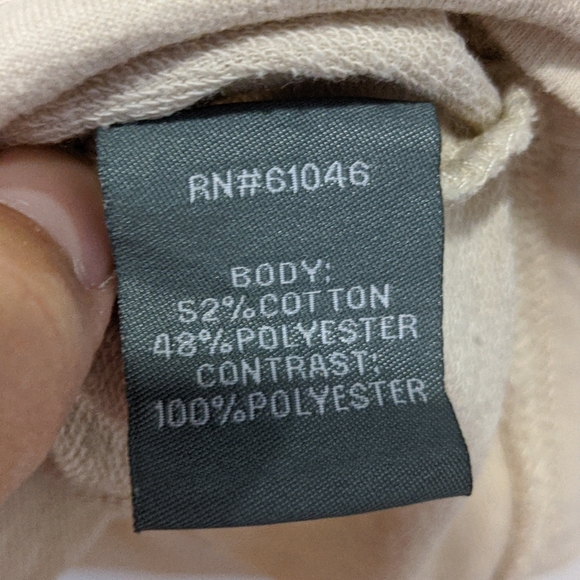 RN#61046
BODY:
52%COTTON
48%POLYESTER
CONTRAST:
100%POLYESTER